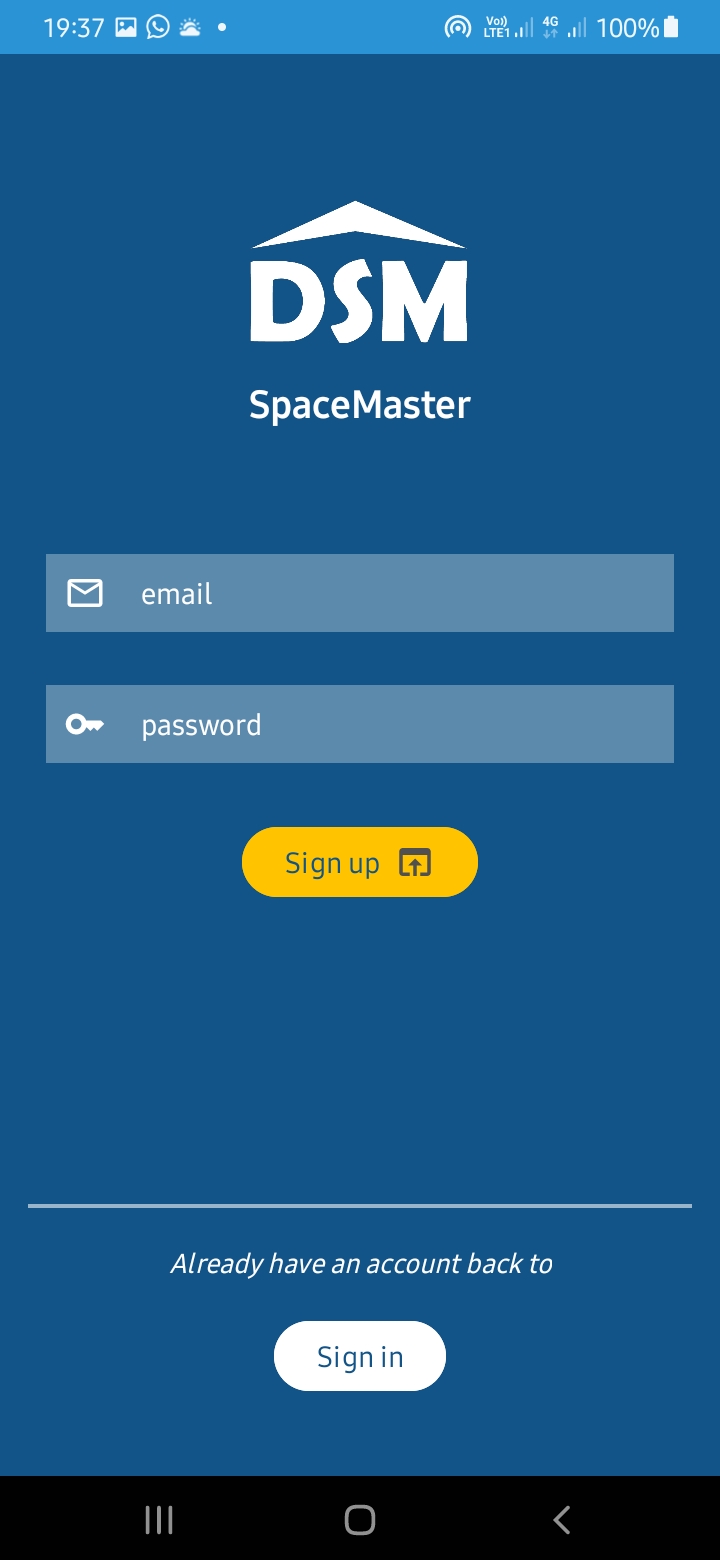 19:37 Vo)) LTE1 4G 100%
DSM
SpaceMaster
email
password
Sign up
Already have an account back to
Sign in